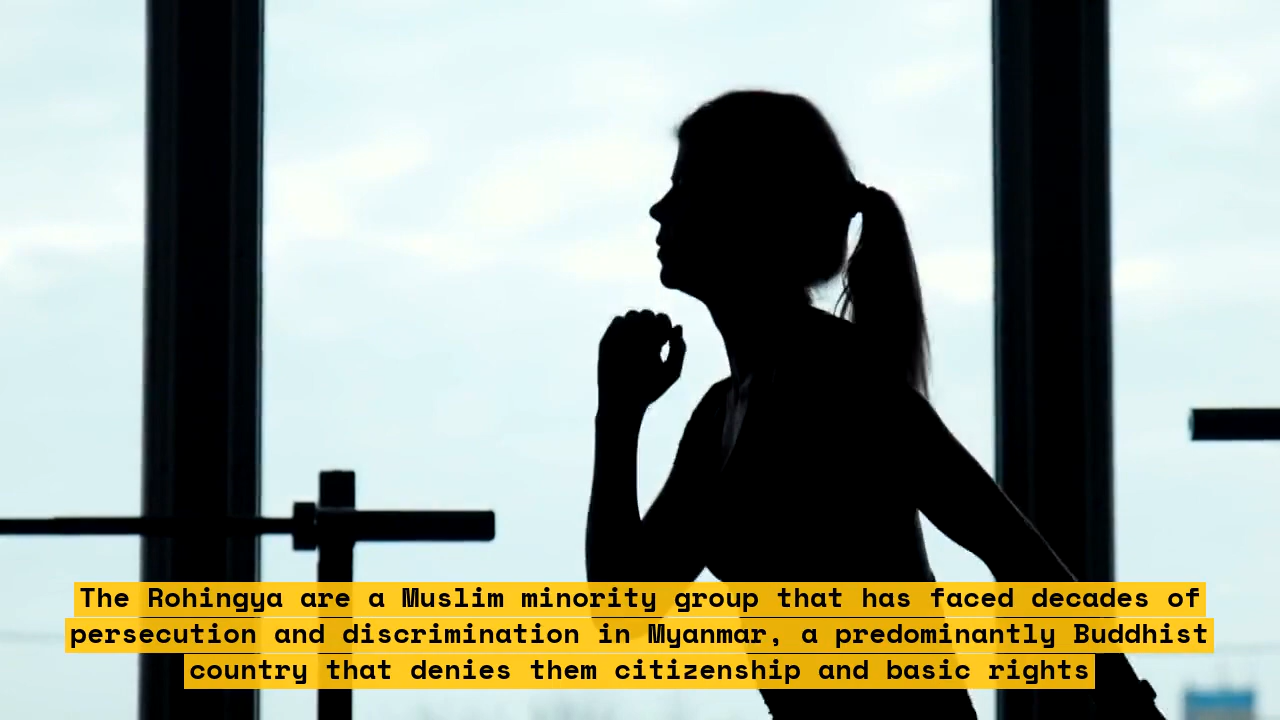 The Rohingya are a Muslim minority group that has faced decades of
persecution and discrimination in Myanmar, a predominantly Buddhist
country that denies them citizenship and basic rights